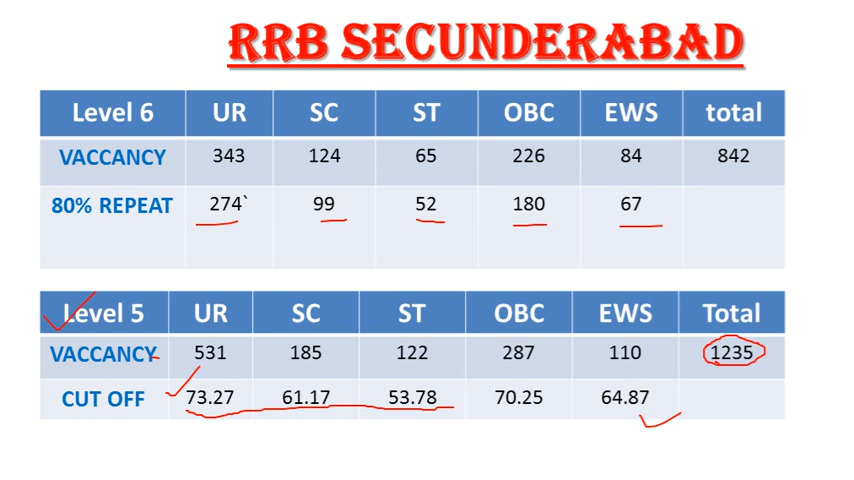 RRB SECUNDERABAD
Level 6 UR SC ST OBC EWS total
VACCANCY 343 124 65 226 84 842
80% REPEAT 274` 99 52 180 67
Level 5 UR SC ST OBC EWS Total
VACCANCY 531 185 122 287 110 1235
CUT OFF 73.27 61.17 53.78 70.25 64.87